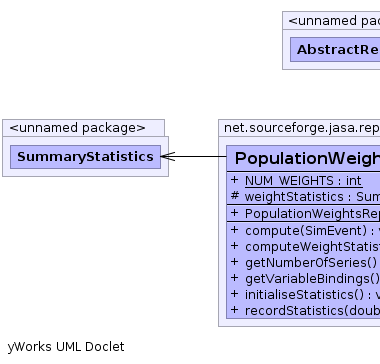 <unnamed pac
AbstractRe
<unnamed package>
SummaryStatistics
net.sourceforge.jasa.rep
PopulationWeigh
+ NUM_WEIGHTS : int
# weightStatistics : Sum
+ PopulationWeightsRep
+ compute(SimEvent) : v
+ computeWeightStatist
+ getNumberOfSeries()
+ getVariableBindings()
+ initialiseStatistics() : v
+ recordStatistics(doub
yWorks UML Doclet